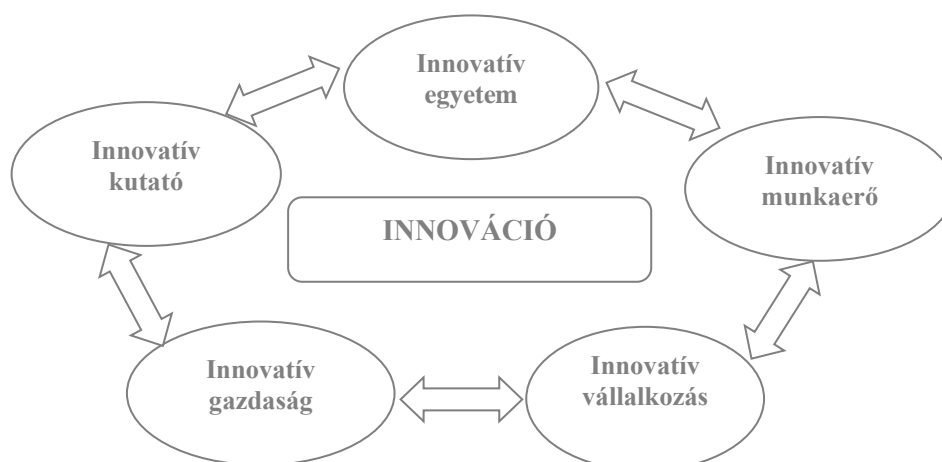 Innovatív
egyetem
Innovatív
kutató
Innovatív
munkaerő
INNOVÁCIÓ
Innovatív
gazdaság
Innovatív
vállalkozás